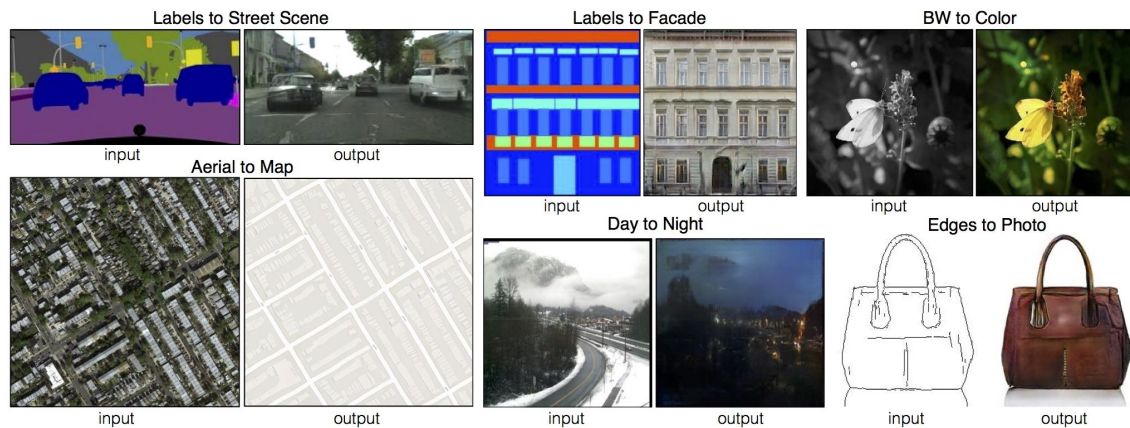 Labels to Street Scene
input
output
Aerial to Map
input
output
Labels to Facade
input
output
BW to Color
input
output
Day to Night
input
output
Edges to Photo
input
output